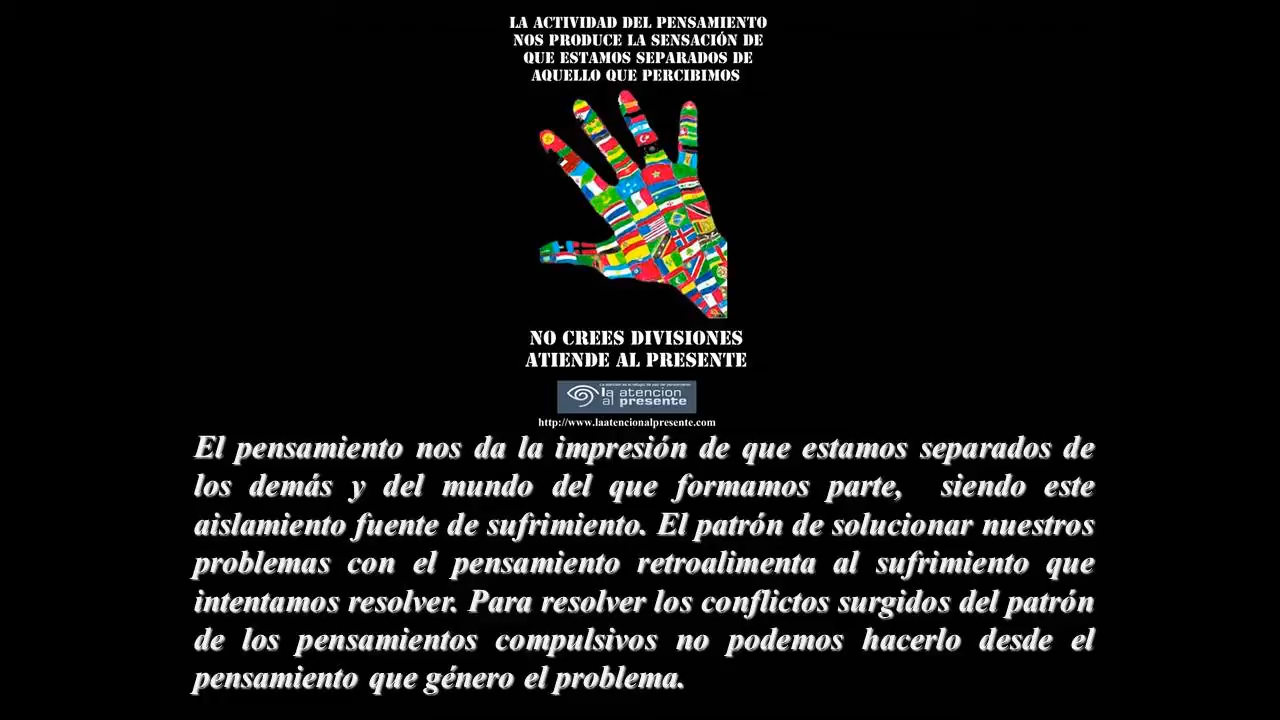 LA ACTIVIDAD DEL PENSAMIENTO
NOS PRODUCE LA SENSACIÓN DE
QUE ESTAMOS SEPARADOS DE
AQUELLO QUE PERCIBIMOS
NO CREES DIVISIONES
ATIENDE AL PRESENTE
la atencion
al presente
http://www.laatencionalpresente.com
El pensamiento nos da la impresión de que estamos separados de
los demás y del mundo del que formamos parte, siendo este
aislamiento fuente de sufrimiento. El patrón de solucionar nuestros
problemas con el pensamiento retroalimenta al sufrimiento que
intentamos resolver. Para resolver los conflictos surgidos del patrón
de los pensamientos compulsivos no podemos hacerlo desde el
pensamiento que género el problema.